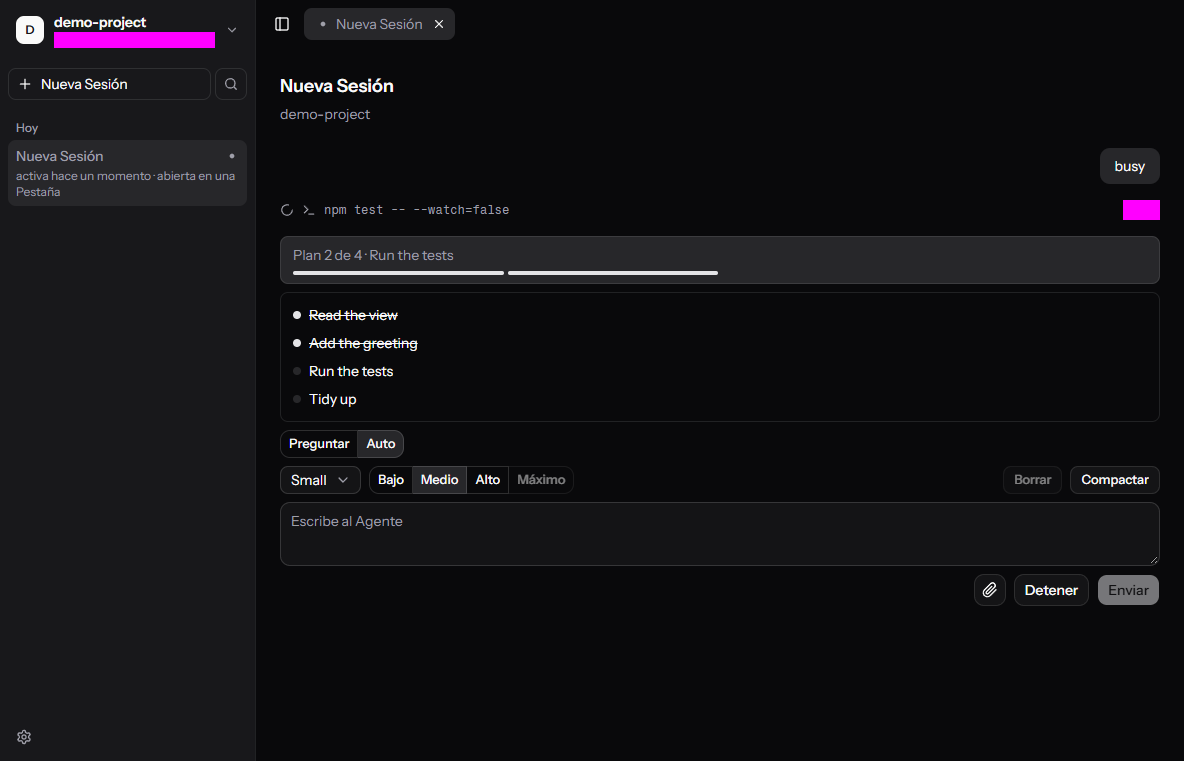 D
demo-project
Nueva Sesión
Hoy
Nueva Sesión
activa hace un momento · abierta en una
Pestaña
Nueva Sesión
Nueva Sesión
demo-project
busy
npm test -- --watch=false
Plan 2 de 4 · Run the tests
Read the view
Add the greeting
Run the tests
Tidy up
Preguntar Auto
Small Bajo Medio Alto Máximo Borrar Compactar
Escribe al Agente
Detener Enviar